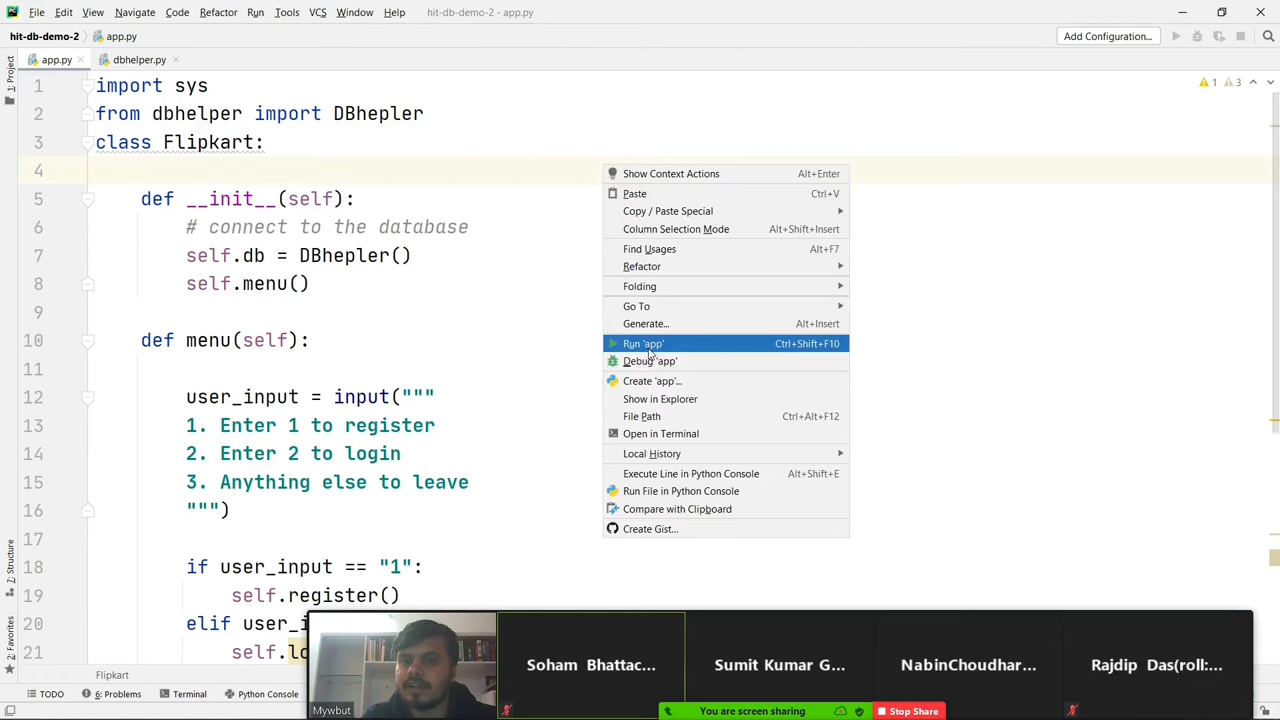 File Edit View Navigate Code Refactor Run Tools VCS Window Help hit-db-demo-2 - app.py
hit-db-demo-2 app.py Add Configuration...
app.py dbhelper.py
1: Project
1 import sys
2 from dbhelper import DBhepler
3 class Flipkart:
4
5 def __init__(self):
6 # connect to the database
7 self.db = DBhepler()
8 self.menu()
9
10 def menu(self):
11
12 user_input = input("""
13 1. Enter 1 to register
14 2. Enter 2 to login
15 3. Anything else to leave
16 """)
17
18 if user_input == "1":
19 self.register()
20 elif user_i
21 self.lo
1 3
Show Context Actions Alt+Enter
Paste Ctrl+V
Copy / Paste Special
Column Selection Mode Alt+Shift+Insert
Find Usages Alt+F7
Refactor
Folding
Go To
Generate... Alt+Insert
Run 'app' Ctrl+Shift+F10
Debug 'app'
Create 'app'...
Show in Explorer
File Path Ctrl+Alt+F12
Open in Terminal
Local History
Execute Line in Python Console Alt+Shift+E
Run File in Python Console
Compare with Clipboard
Create Gist...
7: Structure
2: Favorites
Flipkart
Mywbut
Soham Bhattac...
Sumit Kumar G...
NabinChoudhar...
Rajdip Das(roll:...
TODO 6: Problems Terminal Python Console
You are screen sharing Stop Share